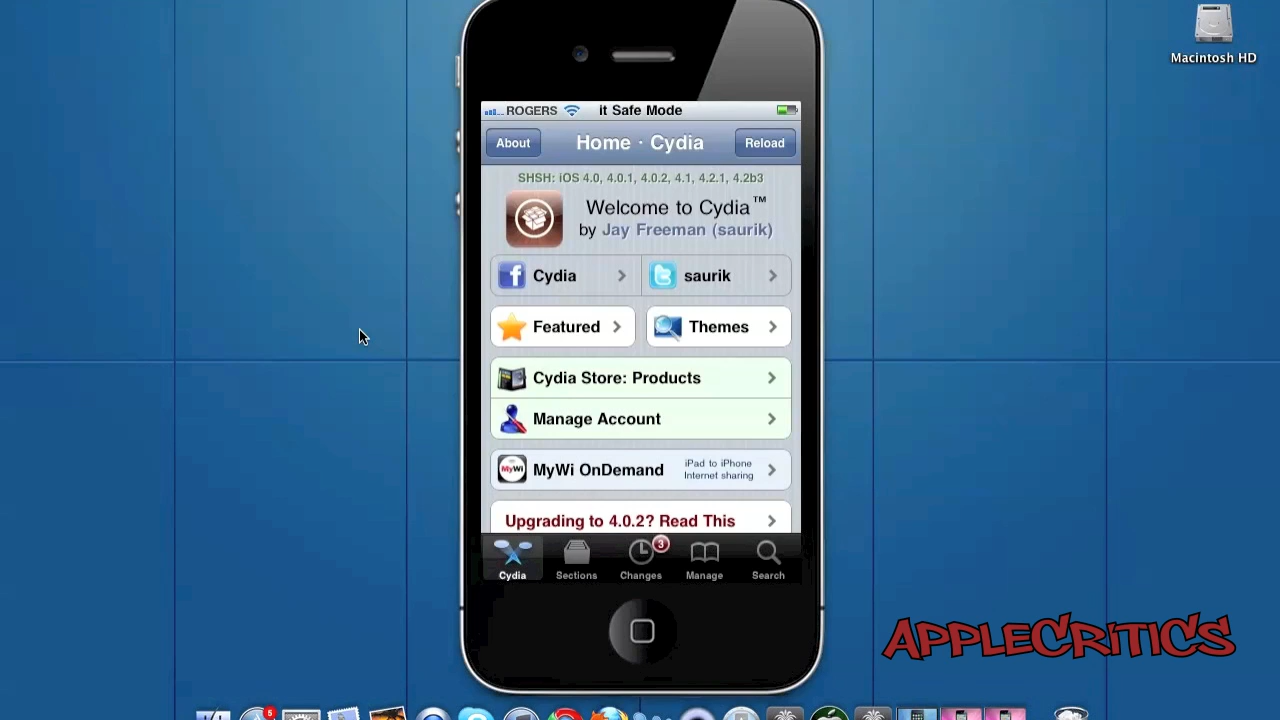 Macintosh HD
ROGERS it Safe Mode
About Home · Cydia Reload
SHSH: iOS 4.0, 4.0.1, 4.0.2, 4.1, 4.2.1, 4.2b3
Welcome to Cydia™
by Jay Freeman (saurik)
Cydia saurik
Featured Themes
Cydia Store: Products
Manage Account
MyWi MyWi OnDemand iPad to iPhone
Internet sharing
Upgrading to 4.0.2? Read This
3
Cydia Sections Changes Manage Search
APPLECRITICS
5